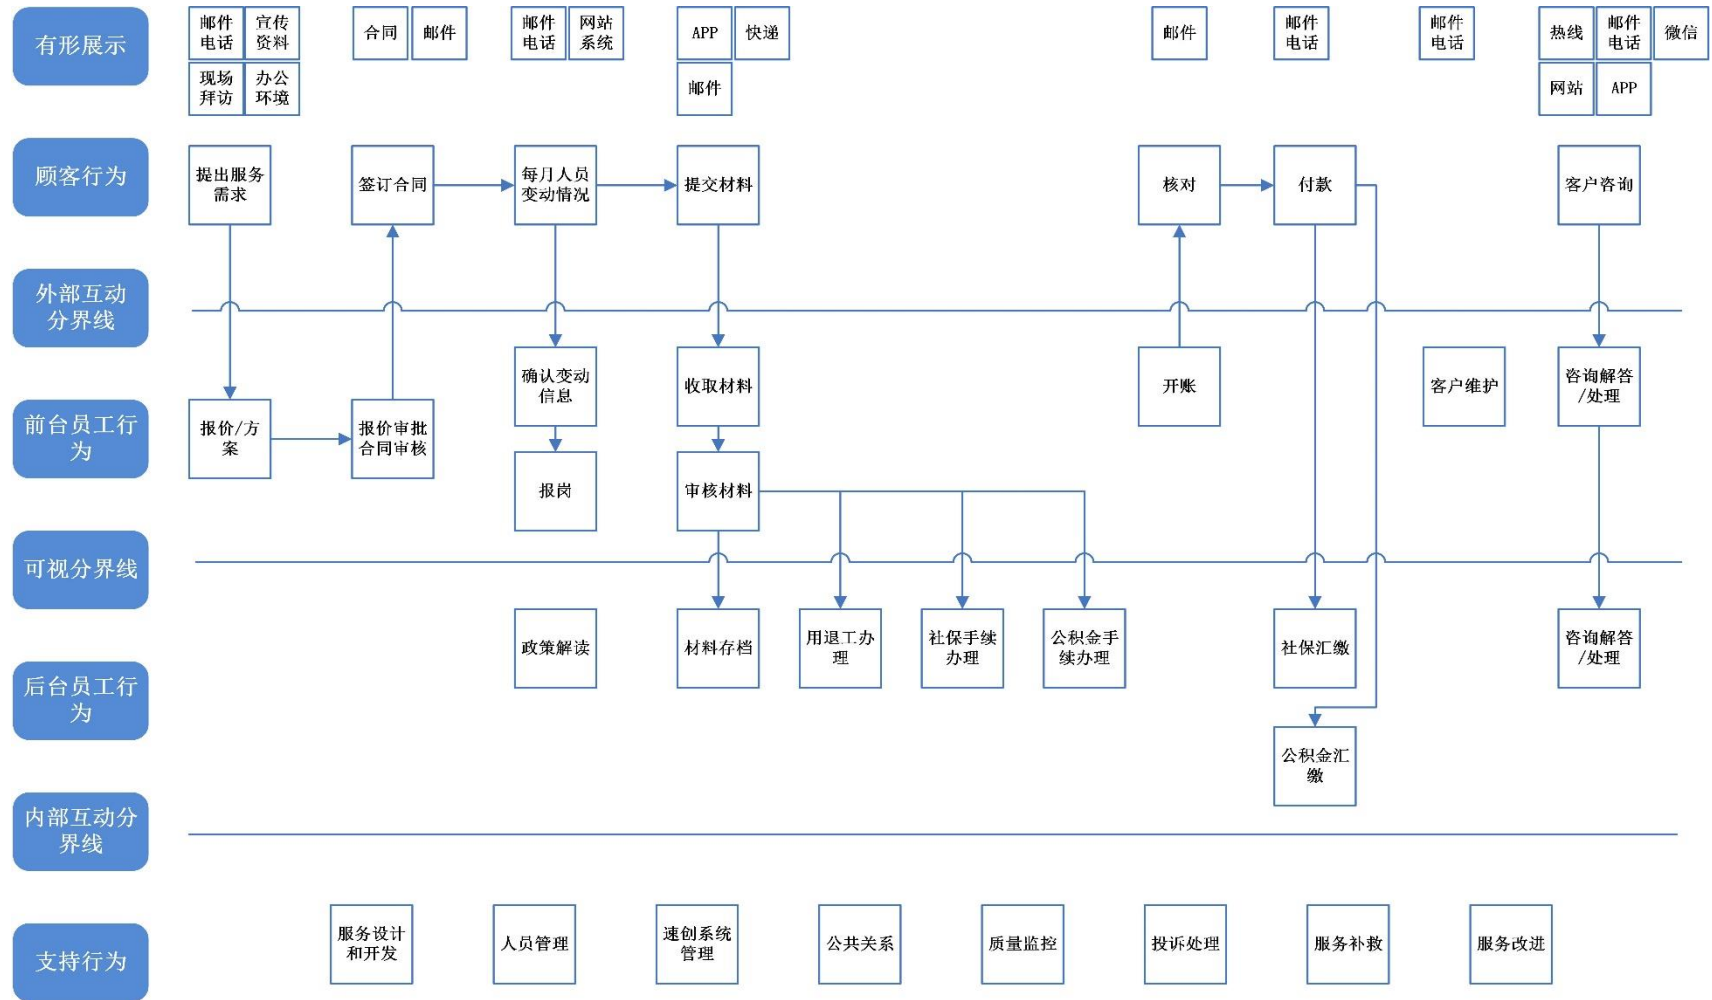 有形展示
邮件
电话
宣传
资料
合同
邮件
邮件
电话
网站
系统
APP
快递
邮件
邮件
电话
邮件
电话
热线
邮件
电话
微信
现场
拜访
办公
环境
邮件
网站
APP
顾客行为
提出服务
需求
签订合同
每月人员
变动情况
提交材料
核对
付款
客户咨询
外部互动
分界线
前台员工行
为
报价/方
案
报价审批
合同审核
确认变动
信息
报岗
收取材料
审核材料
开账
客户维护
咨询解答
/处理
可视分界线
后台员工行
为
政策解读
材料存档
用退工办
理
社保手续
办理
公积金手
续办理
社保汇缴
公积金汇
缴
咨询解答
/处理
内部互动分
界线
支持行为
服务设计
和开发
人员管理
速创系统
管理
公共关系
质量监控
投诉处理
服务补救
服务改进